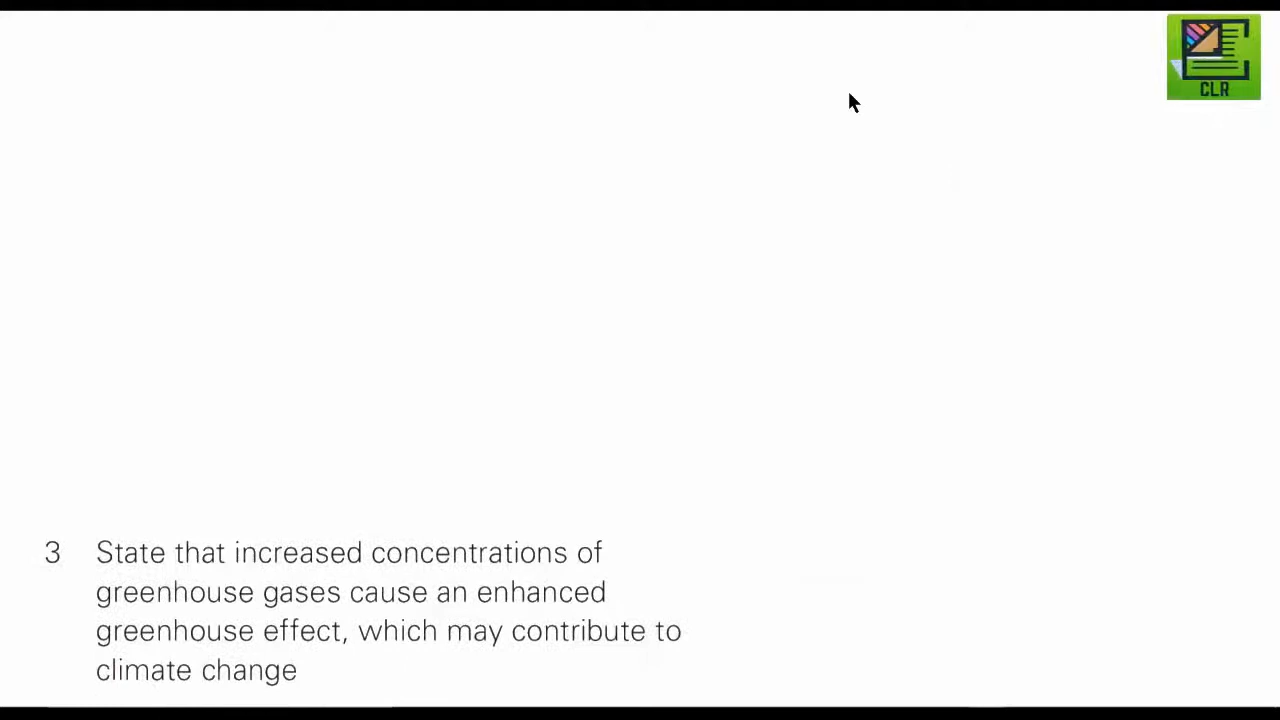 CLR
3 State that increased concentrations of
greenhouse gases cause an enhanced
greenhouse effect, which may contribute to
climate change